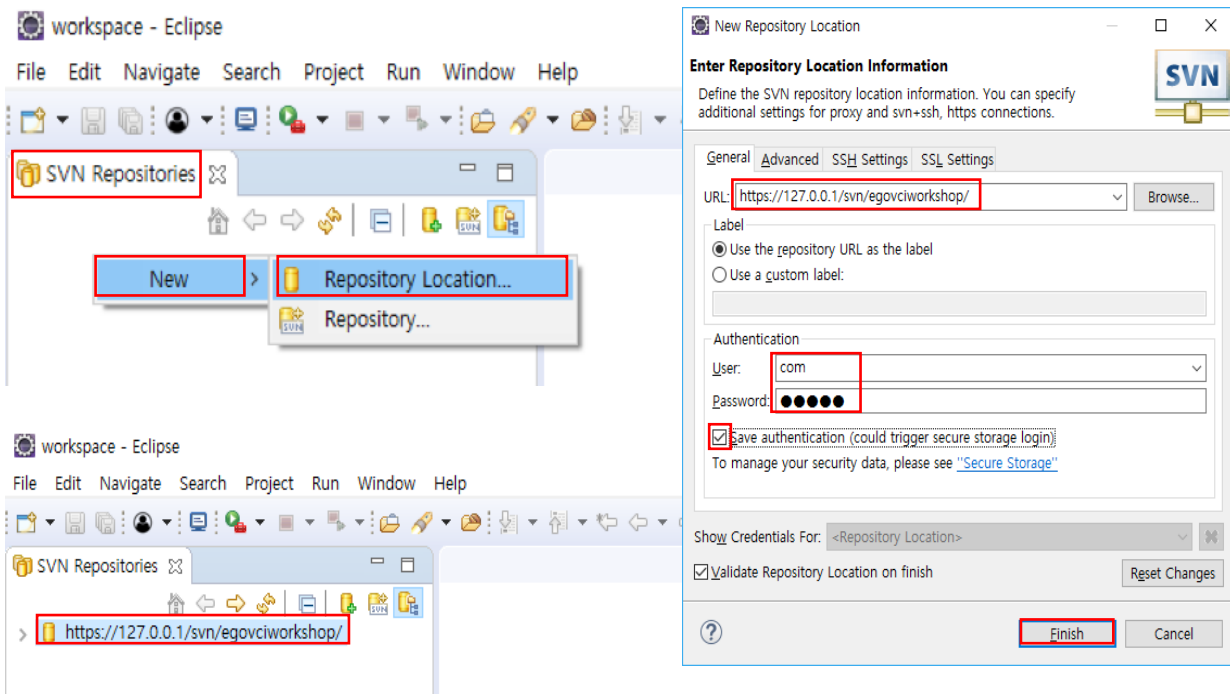 workspace - Eclipse
File Edit Navigate Search Project Run Window Help
SVN Repositories
SVN
New
Repository Location...
SVN
Repository...
workspace - Eclipse
File Edit Navigate Search Project Run Window Help
SVN Repositories
SVN
https://127.0.0.1/svn/egovciworkshop/
New Repository Location
Enter Repository Location Information
Define the SVN repository location information. You can specify
additional settings for proxy and svn+ssh, https connections.
SVN
General Advanced SSH Settings SSL Settings
URL: https://127.0.0.1/svn/egovciworkshop/ Browse...
Label
Use the repository URL as the label
Use a custom label:
Authentication
User: com
Password: ●●●●●
Save authentication (could trigger secure storage login)
To manage your security data, please see "Secure Storage"
Show Credentials For: <Repository Location>
Validate Repository Location on finish Reset Changes
? Finish Cancel